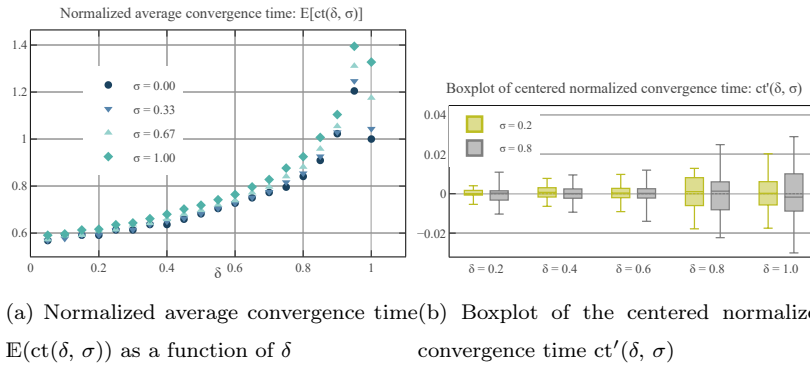 Normalized average convergence time: E[ct(δ, σ)]
1.4
1.2
1
0.8
0.6
σ = 0.00
σ = 0.33
σ = 0.67
σ = 1.00
0
0.2
0.4
0.6
0.8
1
δ
Boxplot of centered normalized convergence time: ct′(δ, σ)
0.04
0.02
0
−0.02
σ = 0.2
σ = 0.8
δ = 0.2
δ = 0.4
δ = 0.6
δ = 0.8
δ = 1.0
(a) Normalized average convergence time
𝔼(ct(δ, σ)) as a function of δ
(b) Boxplot of the centered normalize
convergence time ct′(δ, σ)